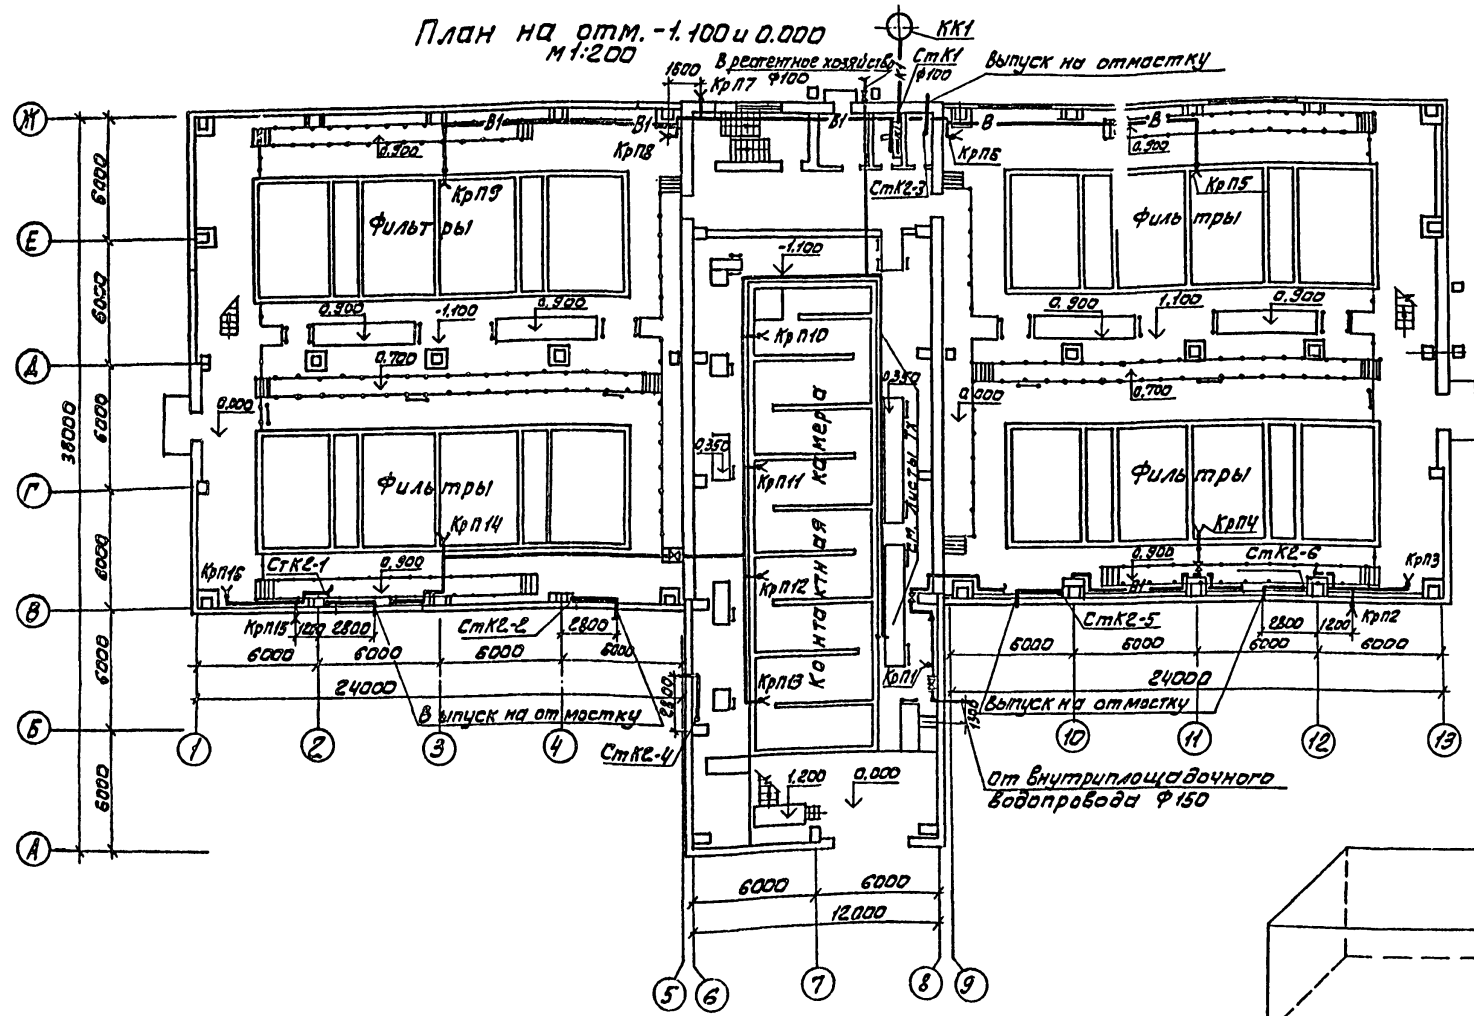 План на отм. -1.100 и 0.000
М 1:200
КК1
В реагентное хозяйство
Ф100
К1
СтК1
Ф100
Выпуск на отмостку
1600
КрП7
Ж
В1
В1
В1
В
В
0.900
КрП8
КрП6
0.900
КрП9
СтК2-3
КрП5
Фильтры
Фильтры
Е
-1.100
0.900
-1.100
0.900
0.900
1.100
0.900
КрП10
Д
0.700
0.350
0.700
0.000
0.000
Контактная камера
см. листы ТХ
0.350
Г
Фильтры
КрП11
Фильтры
КрП14
КрП4
СтК2-1
0.900
0.900
СтК2-6
КрП3
КрП16
КрП12
В
В1
КрП15
1200
2800
СтК2-2
2800
6000
СтК2-5
2800
1200
КрП2
6000
6000
6000
КрП1
6000
6000
6000
6000
24000
КрП13
24000
2800
1300
Выпуск на отмостку
Выпуск на отмостку
Б
1
2
3
4
СтК2-4
10
11
12
13
1.200
0.000
От внутриплощадочного
водопровода Ф150
А
6000
6000
6000
6000
6000
6000
38000
6000
6000
12000
5
6
7
8
9